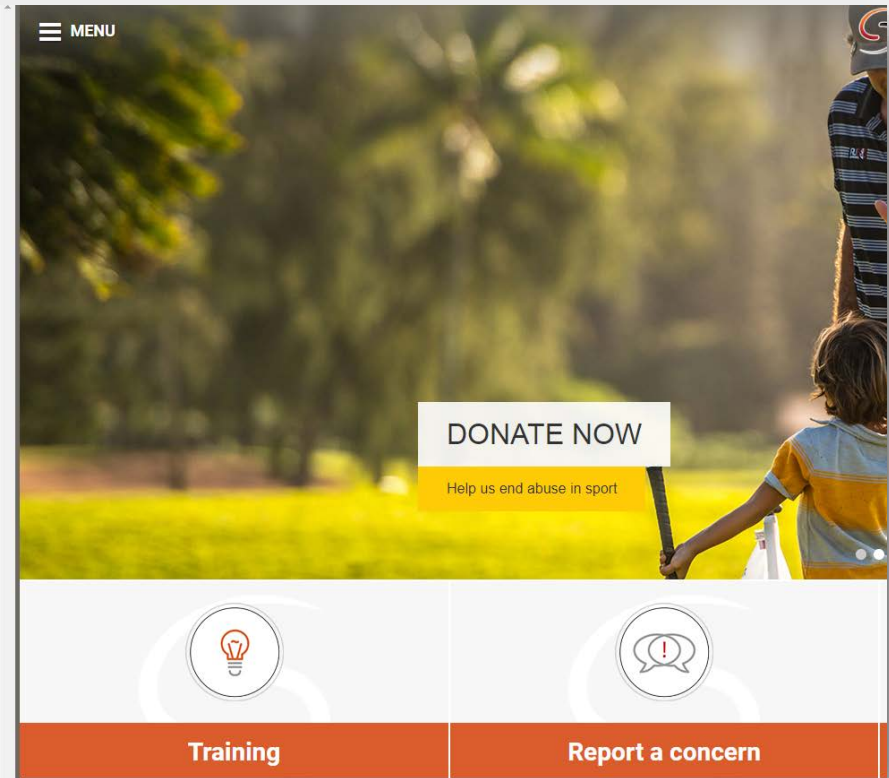 MENU
DONATE NOW
Help us end abuse in sport
Training
Report a concern